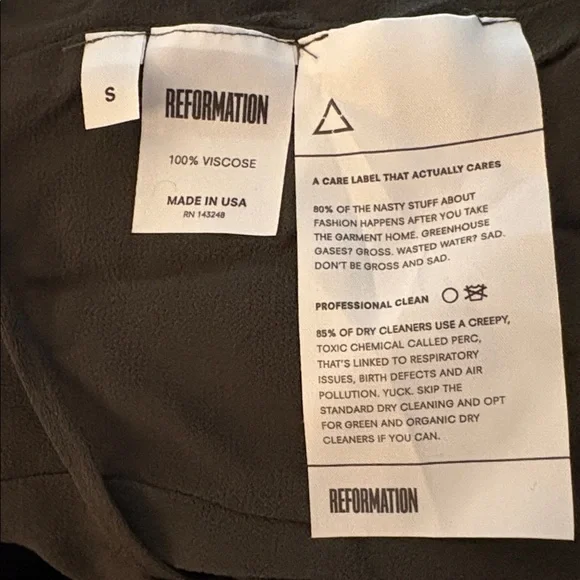 S
REFORMATION
100% VISCOSE
MADE IN USA
RN 143248
A CARE LABEL THAT ACTUALLY CARES
80% OF THE NASTY STUFF ABOUT
FASHION HAPPENS AFTER YOU TAKE
THE GARMENT HOME. GREENHOUSE
GASES? GROSS. WASTED WATER? SAD.
DON'T BE GROSS AND SAD.
PROFESSIONAL CLEAN
85% OF DRY CLEANERS USE A CREEPY,
TOXIC CHEMICAL CALLED PERC,
THAT'S LINKED TO RESPIRATORY
ISSUES, BIRTH DEFECTS AND AIR
POLLUTION. YUCK. SKIP THE
STANDARD DRY CLEANING AND OPT
FOR GREEN AND ORGANIC DRY
CLEANERS IF YOU CAN.
REFORMATION